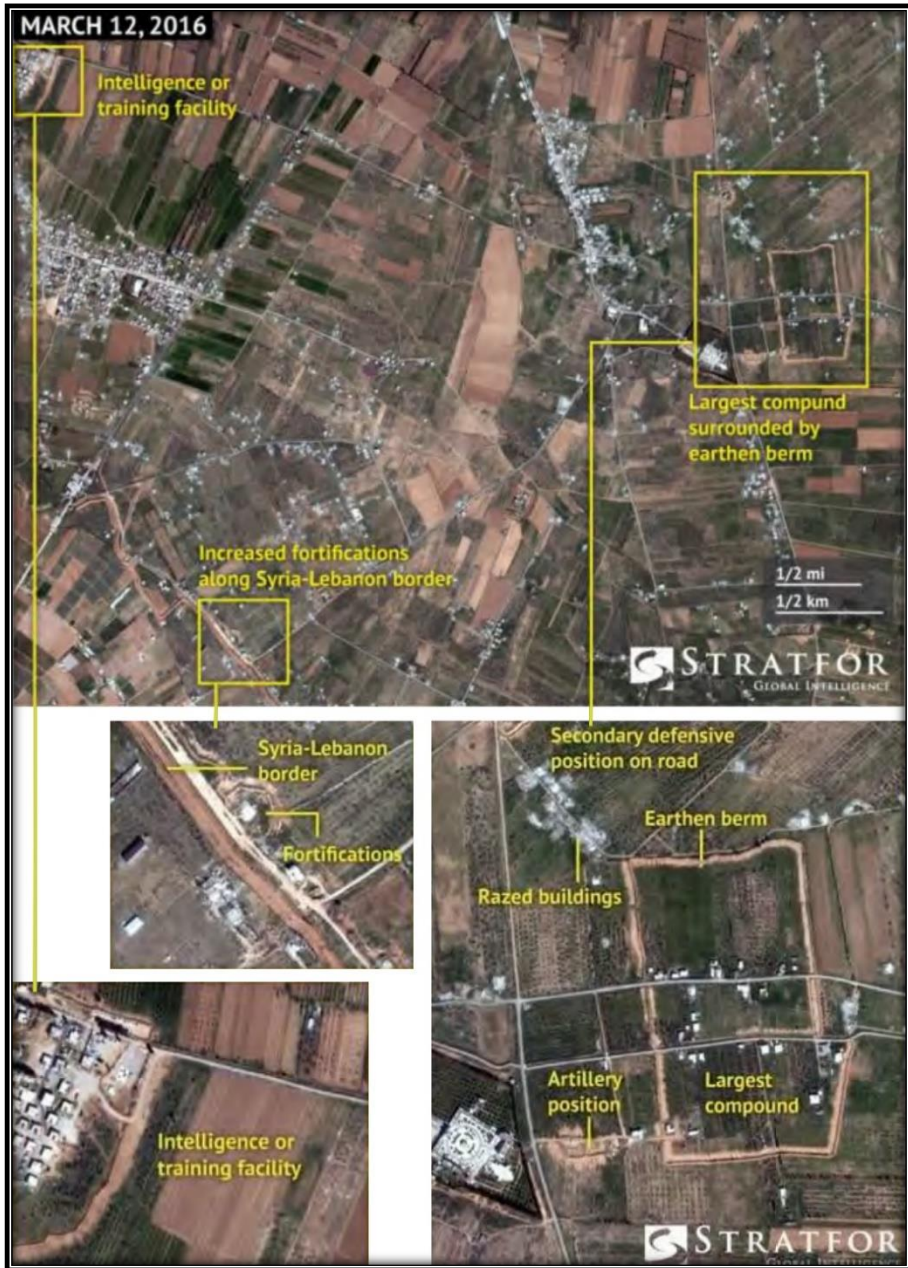 MARCH 12, 2016
Intelligence or
training facility
Largest compund
surrounded by
earthen berm
Increased fortifications
along Syria-Lebanon border
1/2 mi
1/2 km
STRATFOR
GLOBAL INTELLIGENCE
Syria-Lebanon
border
Fortifications
Secondary defensive
position on road
Earthen berm
Razed buildings
Artillery
position
Largest
compound
Intelligence or
training facility
STRATFOR
GLOBAL INTELLIGENCE